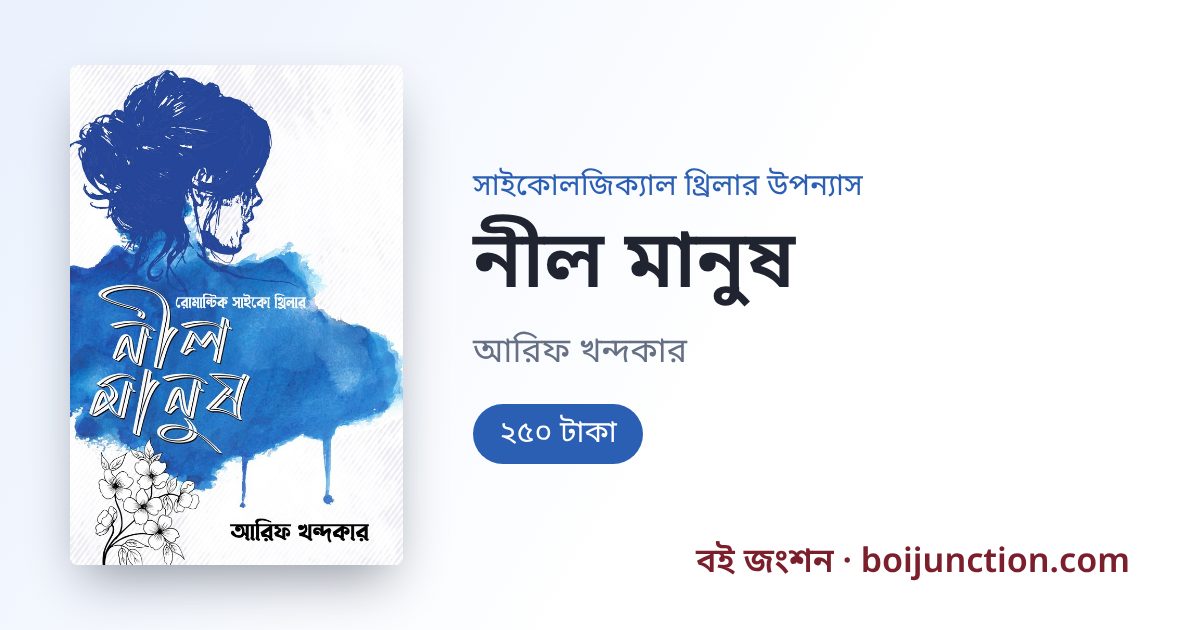 রোমান্টিক সাইকো থ্রিলার
নীল
মানুষ
আরিফ খন্দকার
সাইকোলজিক্যাল থ্রিলার উপন্যাস
নীল মানুষ
আরিফ খন্দকার
২৫০ টাকা
বই জংশন · boijunction.com